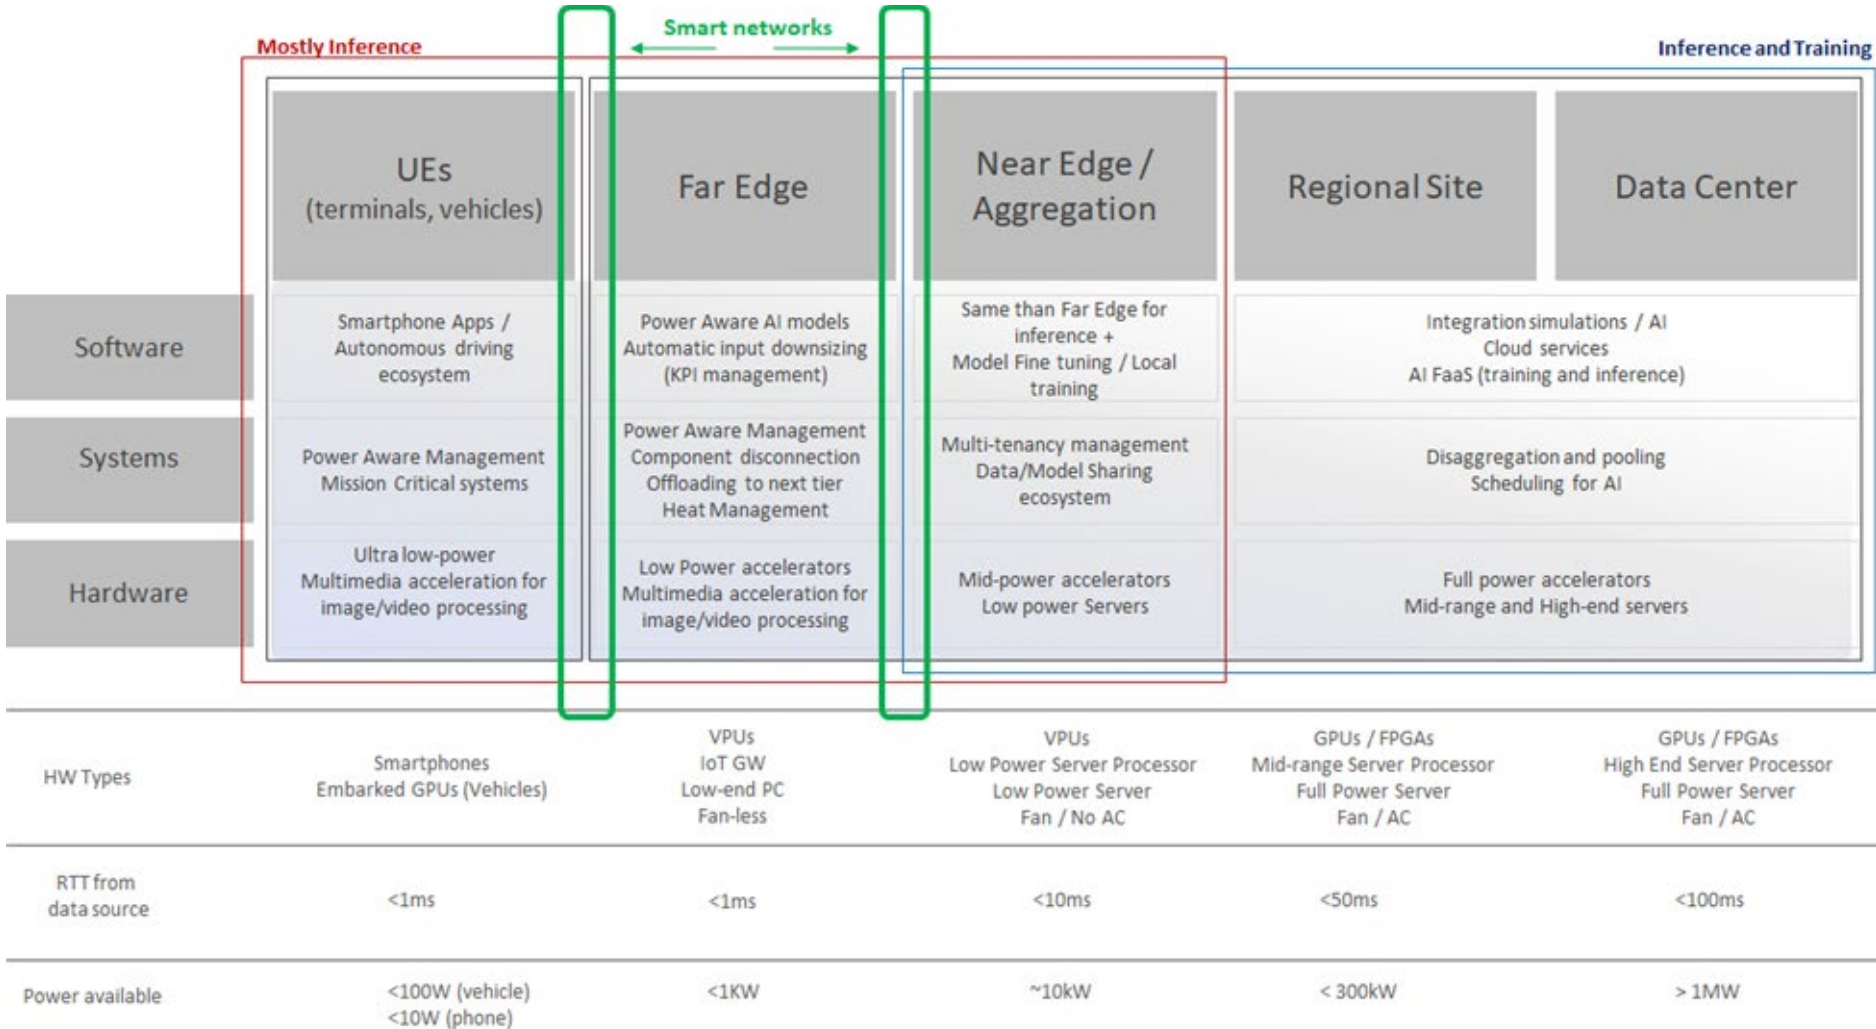 Smart networks
Mostly Inference
Inference and Training
UEs
(terminals, vehicles)
Far Edge
Near Edge /
Aggregation
Regional Site
Data Center
Software
Smartphone Apps /
Autonomous driving
ecosystem
Power Aware AI models
Automatic input downsizing
(KPI management)
Same than Far Edge for
inference +
Model Fine tuning / Local
training
Integration simulations / AI
Cloud services
AI FaaS (training and inference)
Systems
Power Aware Management
Mission Critical systems
Power Aware Management
Component disconnection
Offloading to next tier
Heat Management
Multi-tenancy management
Data/Model Sharing
ecosystem
Disaggregation and pooling
Scheduling for AI
Hardware
Ultra low-power
Multimedia acceleration for
image/video processing
Low Power accelerators
Multimedia acceleration for
image/video processing
Mid-power accelerators
Low power Servers
Full power accelerators
Mid-range and High-end servers
HW Types
Smartphones
Embarked GPUs (Vehicles)
VPUs
IoT GW
Low-end PC
Fan-less
VPUs
Low Power Server Processor
Low Power Server
Fan / No AC
GPUs / FPGAs
Mid-range Server Processor
Full Power Server
Fan / AC
GPUs / FPGAs
High End Server Processor
Full Power Server
Fan / AC
RTT from
data source
<1ms
<1ms
<10ms
<50ms
<100ms
Power available
<100W (vehicle)
<10W (phone)
<1KW
~10kW
< 300kW
> 1MW